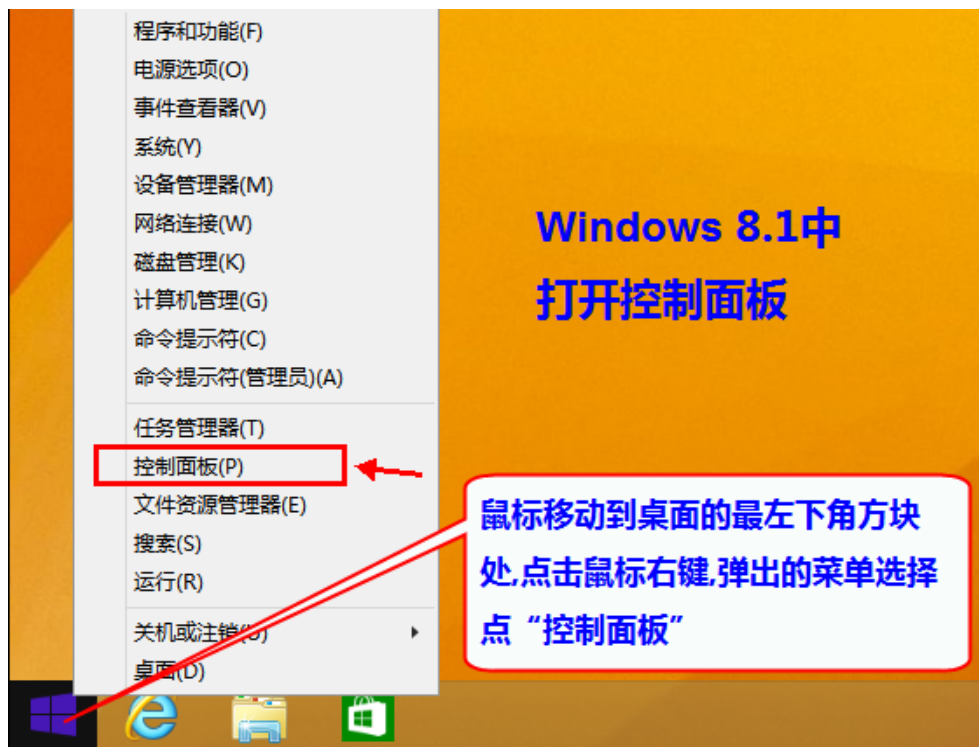 程序和功能(F)
电源选项(O)
事件查看器(V)
系统(Y)
设备管理器(M)
网络连接(W)
磁盘管理(K)
计算机管理(G)
命令提示符(C)
命令提示符(管理员)(A)
任务管理器(T)
控制面板(P)
文件资源管理器(E)
搜索(S)
运行(R)
关机或注销(U)
桌面(D)
Windows 8.1中
打开控制面板
鼠标移动到桌面的最左下角方块
处,点击鼠标右键,弹出的菜单选择
点“控制面板”